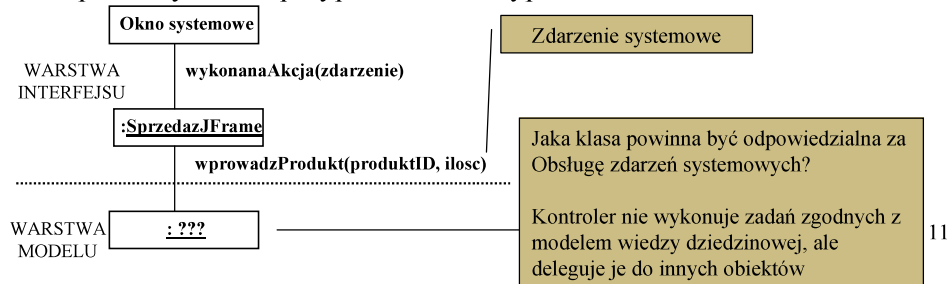 Okno systemowe
Zdarzenie systemowe
WARSTWA
INTERFEJSU
wykonanaAkcja(zdarzenie)
:SprzedazJFrame
wprowadzProdukt(produktID, ilosc)
Jaka klasa powinna być odpowiedzialna za
Obsługę zdarzeń systemowych?
WARSTWA
MODELU
: ???
Kontroler nie wykonuje zadań zgodnych z
modelem wiedzy dziedzinowej, ale
deleguje je do innych obiektów
11